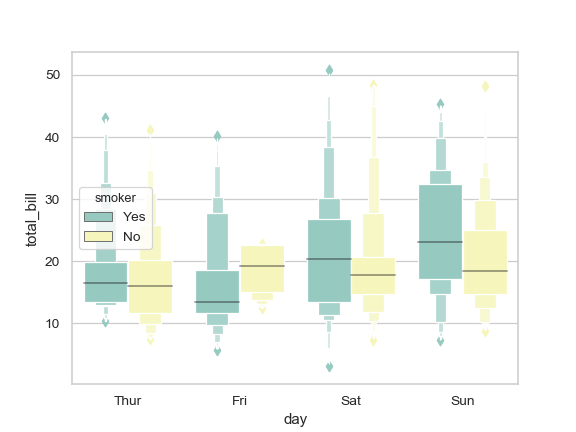 50
40
30
20
10
total_bill
smoker
Yes
No
Thur Fri Sat Sun
day